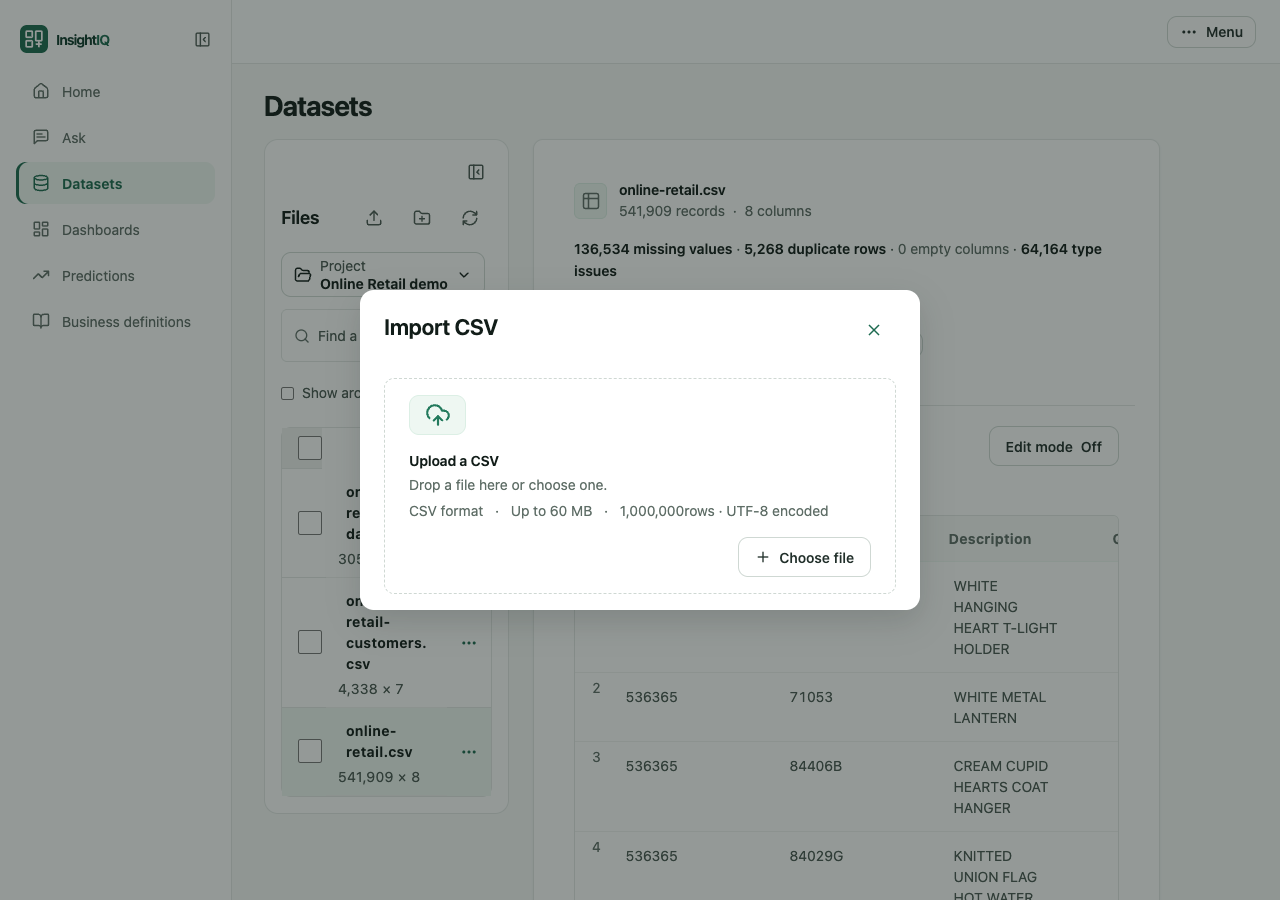 InsightIQ
Menu
Home
Ask
Datasets
Dashboards
Predictions
Business definitions
Datasets
Files
Project
Online Retail demo
Find a
Show
online-retail.csv
541,909 records · 8 columns
136,534 missing values · 5,268 duplicate rows · 0 empty columns · 64,164 type
issues
Import CSV
Upload a CSV
Drop a file here or choose one.
CSV format · Up to 60 MB · 1,000,000rows · UTF-8 encoded
Choose file
Edit mode Off
retail-
customers.
csv
4,338 × 7
online-
retail.csv
541,909 × 8
Description
WHITE
HANGING
HEART T-LIGHT
HOLDER
2 536365 71053 WHITE METAL
LANTERN
3 536365 84406B CREAM CUPID
HEARTS COAT
HANGER
4 536365 84029G KNITTED
UNION FLAG
HOT WATER